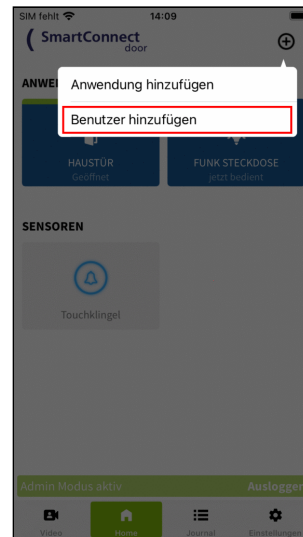 SIM fehlt 14:09
SmartConnect
door
Anwendung hinzufügen
ANWE
Benutzer hinzufügen
HAUSTÜR FUNK STECKDOSE
Geöffnet jetzt bedient
SENSOREN
Touchklingel
Admin Modus aktiv Ausloggen
Video Home Journal Einstellungen